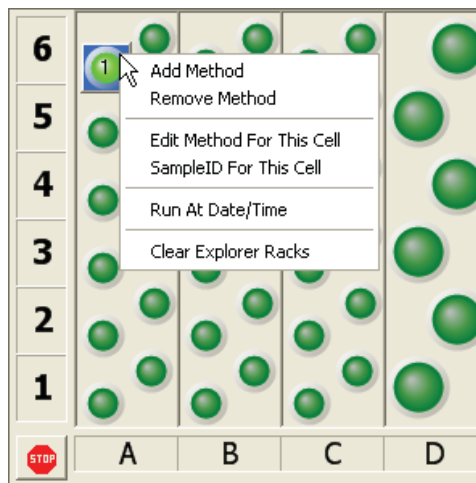 6
1
Add Method
Remove Method
5
Edit Method For This Cell
4
SampleID For This Cell
Run At Date/Time
3
Clear Explorer Racks
2
1
STOP
A B C D